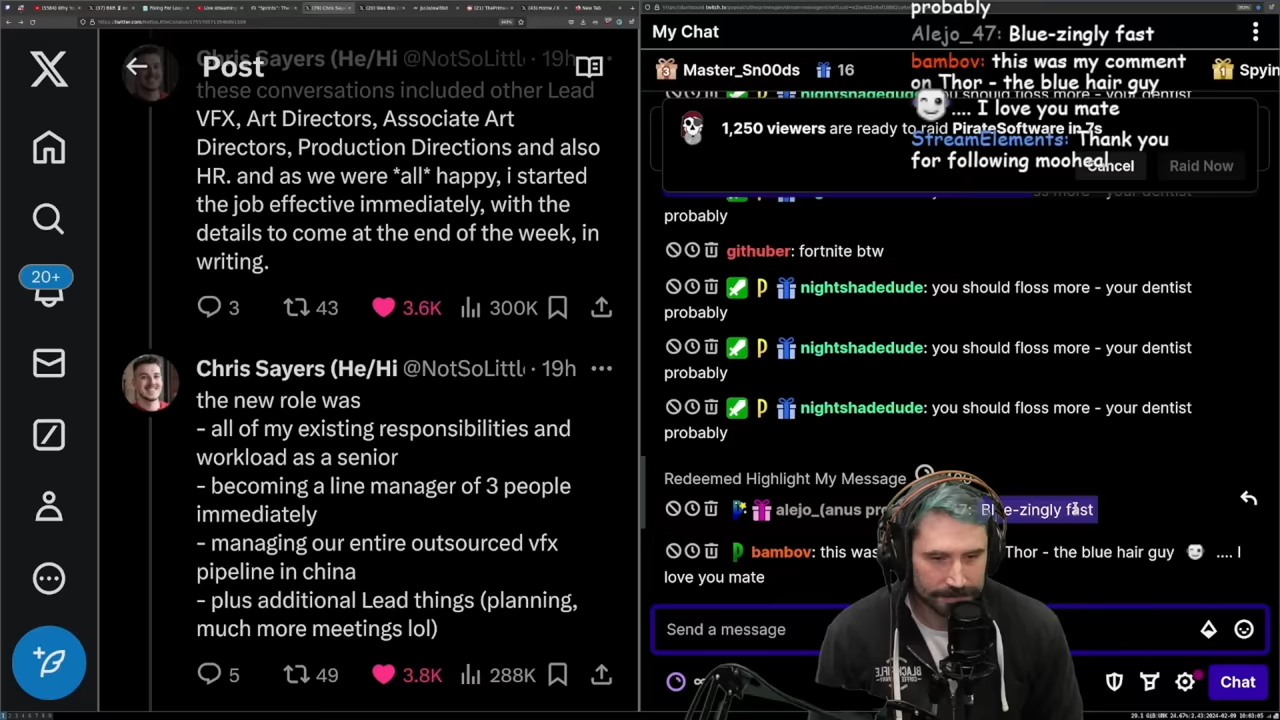 Post
Chris Sayers (He/Hi @NotSoLittl · 19h
these conversations included other Lead
VFX, Art Directors, Associate Art
Directors, Production Directions and also
HR. and as we were *all* happy, i started
the job effective immediately, with the
details to come at the end of the week, in
writing.
3 43 3.6K 300K
20+
Chris Sayers (He/Hi @NotSoLittl · 19h
the new role was
- all of my existing responsibilities and
workload as a senior
- becoming a line manager of 3 people
immediately
- managing our entire outsourced vfx
pipeline in china
- plus additional Lead things (planning,
much more meetings lol)
5 49 3.8K 288K
My Chat
Master_Sn00ds 16
Spyin
1,250 viewers are ready to raid PirateSoftware in 7s
Cancel
Raid Now
probably
githuber: fortnite btw
nightshadedude: you should floss more - your dentist
probably
nightshadedude: you should floss more - your dentist
probably
nightshadedude: you should floss more - your dentist
probably
Redeemed Highlight My Message
alejo_(anus pr 7: Blue-zingly fast
bambov: this was Thor - the blue hair guy .... I
love you mate
Send a message
Chat
probably
Alejo_47: Blue-zingly fast
bambov: this was my comment
on Thor - the blue hair guy
.... I love you mate
StreamElements: Thank you
for following mooheal